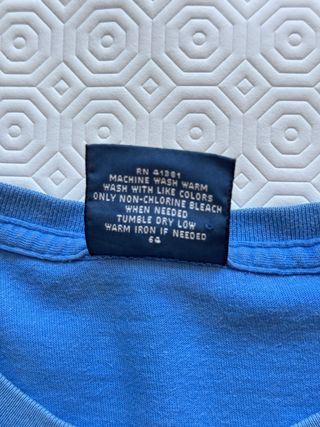 RN 41381
MACHINE WASH WARM
WASH WITH LIKE COLORS
ONLY NON-CHLORINE BLEACH
WHEN NEEDED
TUMBLE DRY LOW
WARM IRON IF NEEDED